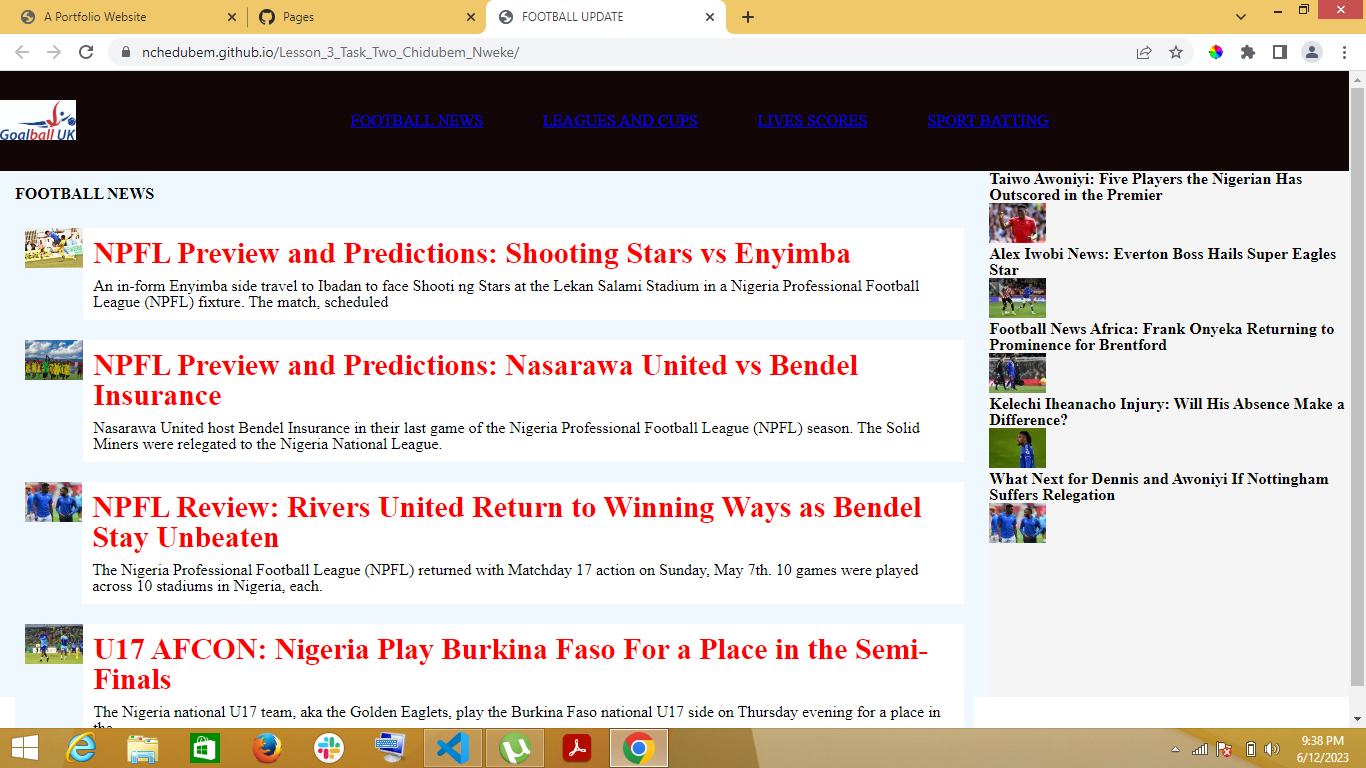 A Portfolio Website
Pages
FOOTBALL UPDATE
nchedubem.github.io/Lesson_3_Task_Two_Chidubem_Nweke/
Goalball UK
FOOTBALL NEWS
LEAGUES AND CUPS
LIVES SCORES
SPORT BATTING
FOOTBALL NEWS
NPFL Preview and Predictions: Shooting Stars vs Enyimba
An in-form Enyimba side travel to Ibadan to face Shooti ng Stars at the Lekan Salami Stadium in a Nigeria Professional Football
League (NPFL) fixture. The match, scheduled
NPFL Preview and Predictions: Nasarawa United vs Bendel
Insurance
Nasarawa United host Bendel Insurance in their last game of the Nigeria Professional Football League (NPFL) season. The Solid
Miners were relegated to the Nigeria National League.
NPFL Review: Rivers United Return to Winning Ways as Bendel
Stay Unbeaten
The Nigeria Professional Football League (NPFL) returned with Matchday 17 action on Sunday, May 7th. 10 games were played
across 10 stadiums in Nigeria, each.
U17 AFCON: Nigeria Play Burkina Faso For a Place in the Semi-
Finals
The Nigeria national U17 team, aka the Golden Eaglets, play the Burkina Faso national U17 side on Thursday evening for a place in
the
Taiwo Awoniyi: Five Players the Nigerian Has
Outscored in the Premier
Alex Iwobi News: Everton Boss Hails Super Eagles
Star
Football News Africa: Frank Onyeka Returning to
Prominence for Brentford
Kelechi Iheanacho Injury: Will His Absence Make a
Difference?
What Next for Dennis and Awoniyi If Nottingham
Suffers Relegation
9:38 PM
6/12/2023